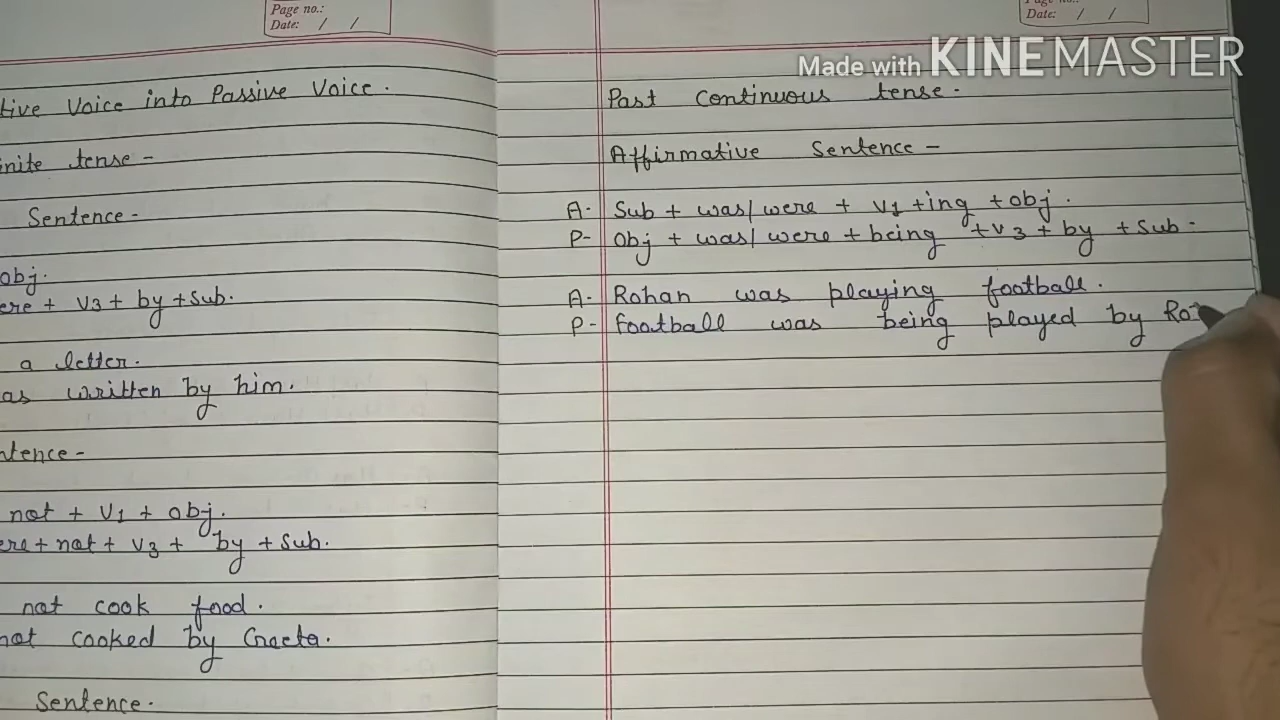 Page no.:
Date: / /
tive Voice into Passive Voice.
inite tense-
Sentence-
obj.
ere + V3 + by + Sub.
a letter.
as written by him.
ntence-
not + V1 + obj.
ere + not + V3 + by + Sub.
not cook food.
not cooked by Geeta.
Sentence.
Date: / /
Made with KINEMASTER
Past Continuous tense-
Affirmative Sentence-
A- Sub + was/were + V1 + ing + obj.
P- Obj + was/were + being + V3 + by + Sub-
A- Rohan was playing football.
P- football was being played by Ro